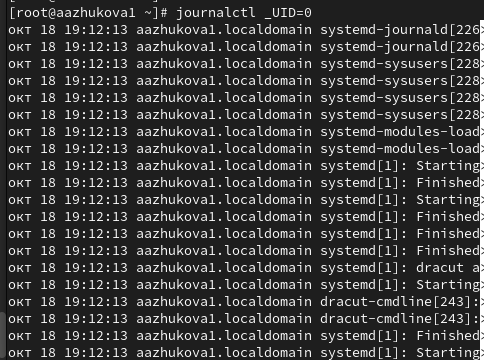 [root@aazhukova1 ~]# journalctl _UID=0
окт 18 19:12:13 aazhukova1.localdomain systemd-journald[226>
окт 18 19:12:13 aazhukova1.localdomain systemd-journald[226>
окт 18 19:12:13 aazhukova1.localdomain systemd-sysusers[228>
окт 18 19:12:13 aazhukova1.localdomain systemd-sysusers[228>
окт 18 19:12:13 aazhukova1.localdomain systemd-sysusers[228>
окт 18 19:12:13 aazhukova1.localdomain systemd-sysusers[228>
окт 18 19:12:13 aazhukova1.localdomain systemd-modules-load>
окт 18 19:12:13 aazhukova1.localdomain systemd-modules-load>
окт 18 19:12:13 aazhukova1.localdomain systemd[1]: Starting>
окт 18 19:12:13 aazhukova1.localdomain systemd[1]: Finished>
окт 18 19:12:13 aazhukova1.localdomain systemd[1]: Starting>
окт 18 19:12:13 aazhukova1.localdomain systemd[1]: Finished>
окт 18 19:12:13 aazhukova1.localdomain systemd[1]: Finished>
окт 18 19:12:13 aazhukova1.localdomain systemd[1]: Finished>
окт 18 19:12:13 aazhukova1.localdomain systemd[1]: dracut a>
окт 18 19:12:13 aazhukova1.localdomain systemd[1]: Starting>
окт 18 19:12:13 aazhukova1.localdomain dracut-cmdline[243]:>
окт 18 19:12:13 aazhukova1.localdomain dracut-cmdline[243]:>
окт 18 19:12:13 aazhukova1.localdomain systemd[1]: Finished>
окт 18 19:12:13 aazhukova1.localdomain systemd[1]: Starting>